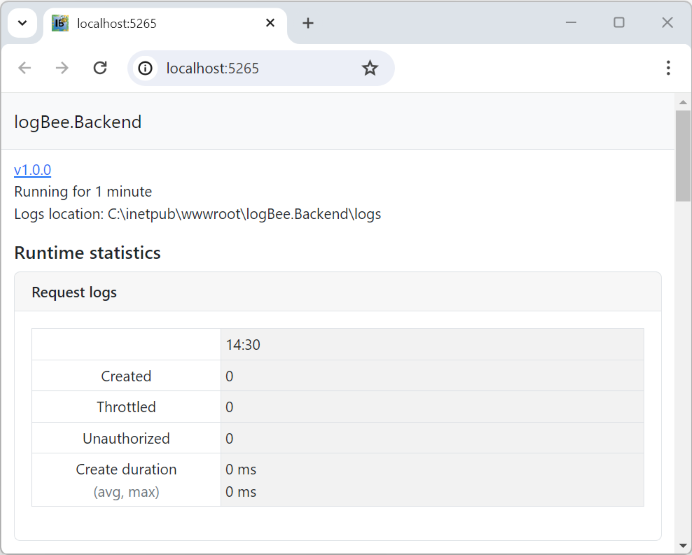 localhost:5265
localhost:5265
logBee.Backend
v1.0.0
Running for 1 minute
Logs location: C:\inetpub\wwwroot\logBee.Backend\logs
Runtime statistics
Request logs
14:30
Created 0
Throttled 0
Unauthorized 0
Create duration 0 ms
(avg, max) 0 ms